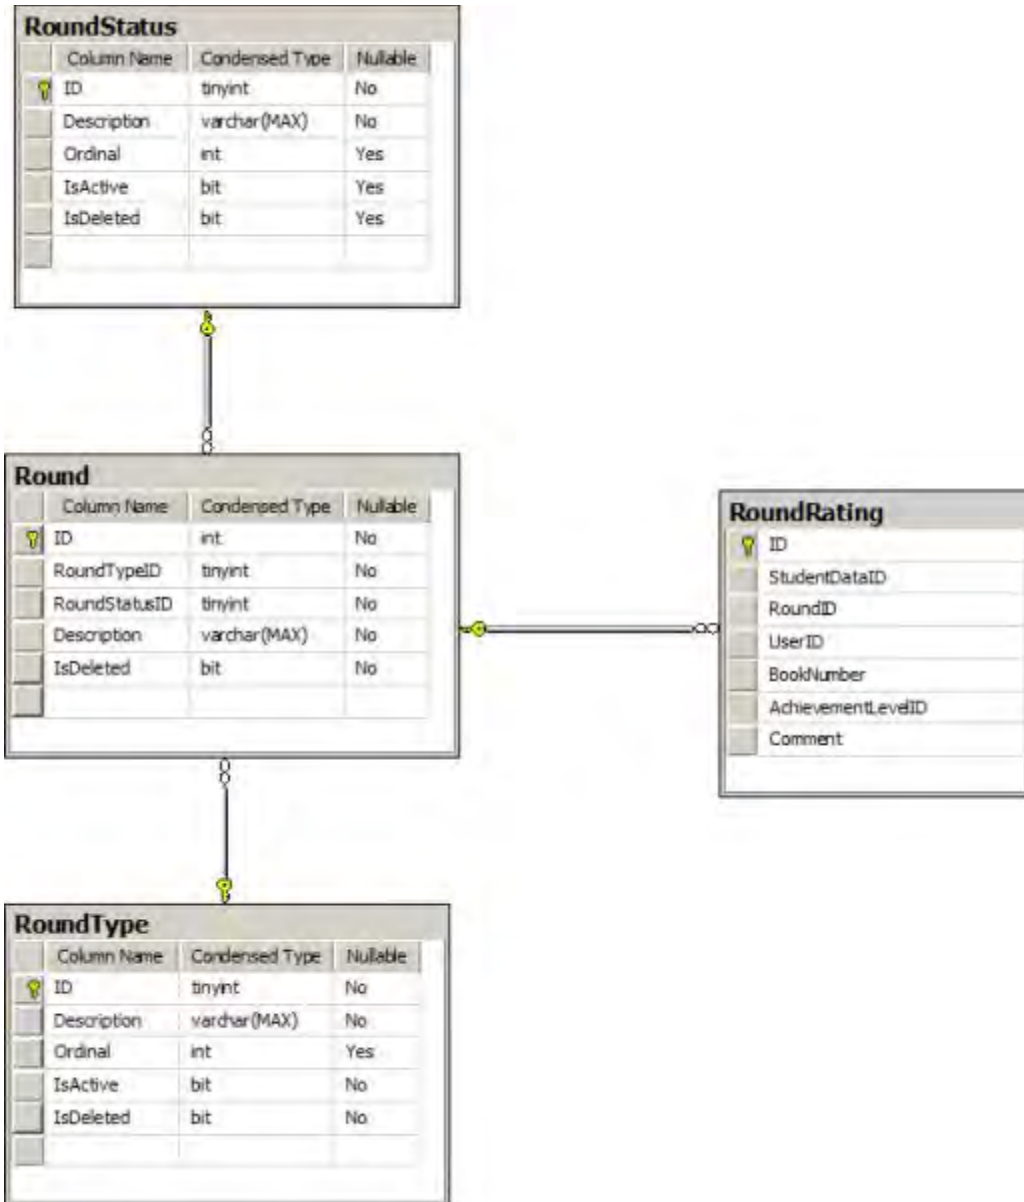 RoundStatus
Column Name Condensed Type Nullable
ID tinyint No
Description varchar(MAX) No
Ordinal int Yes
IsActive bit Yes
IsDeleted bit Yes
Round
Column Name Condensed Type Nullable
ID int No
RoundTypeID tinyint No
RoundStatusID tinyint No
Description varchar(MAX) No
IsDeleted bit No
RoundRating
ID
StudentDataID
RoundID
UserID
BookNumber
AchievementLevelID
Comment
RoundType
Column Name Condensed Type Nullable
ID tinyint No
Description varchar(MAX) No
Ordinal int Yes
IsActive bit No
IsDeleted bit No